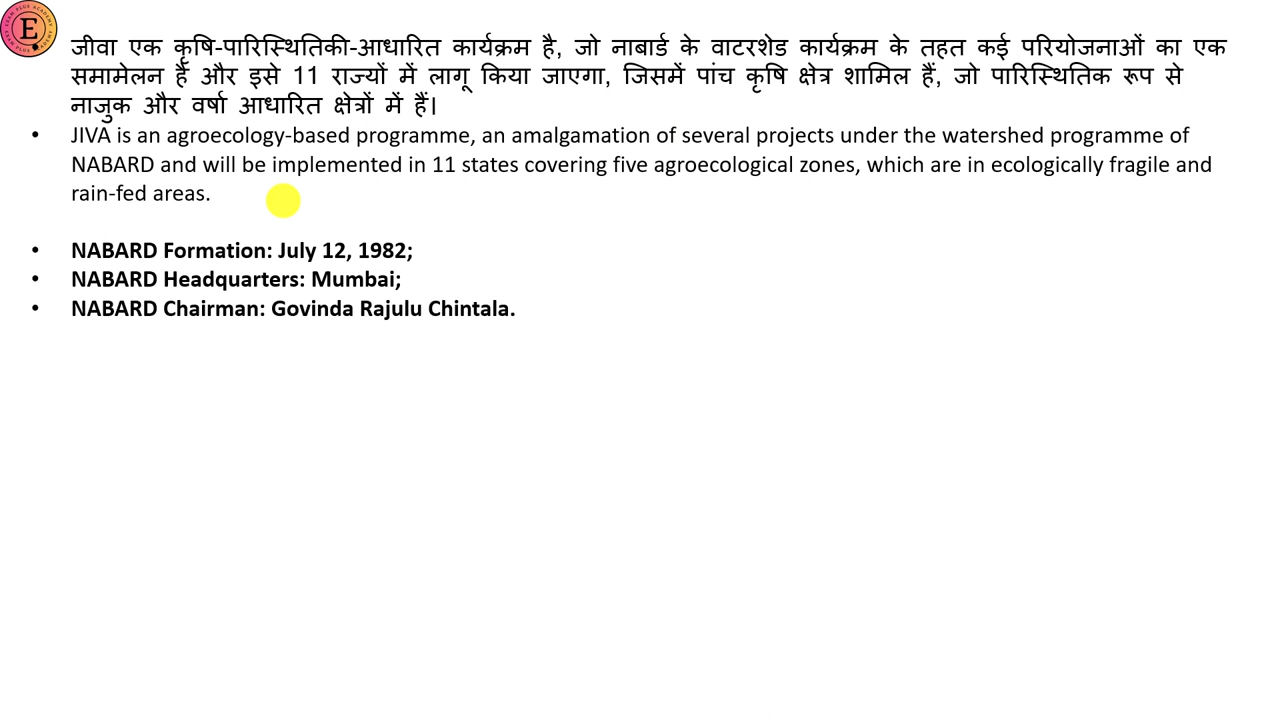 E
जीवा एक कृषि-पारिस्थितिकी-आधारित कार्यक्रम है, जो नाबार्ड के वाटरशेड कार्यक्रम के तहत कई परियोजनाओं का एक
समामेलन है और इसे 11 राज्यों में लागू किया जाएगा, जिसमें पांच कृषि क्षेत्र शामिल हैं, जो पारिस्थितिक रूप से
नाजुक और वर्षा आधारित क्षेत्रों में हैं।
• JIVA is an agroecology-based programme, an amalgamation of several projects under the watershed programme of
NABARD and will be implemented in 11 states covering five agroecological zones, which are in ecologically fragile and
rain-fed areas.
• NABARD Formation: July 12, 1982;
• NABARD Headquarters: Mumbai;
• NABARD Chairman: Govinda Rajulu Chintala.